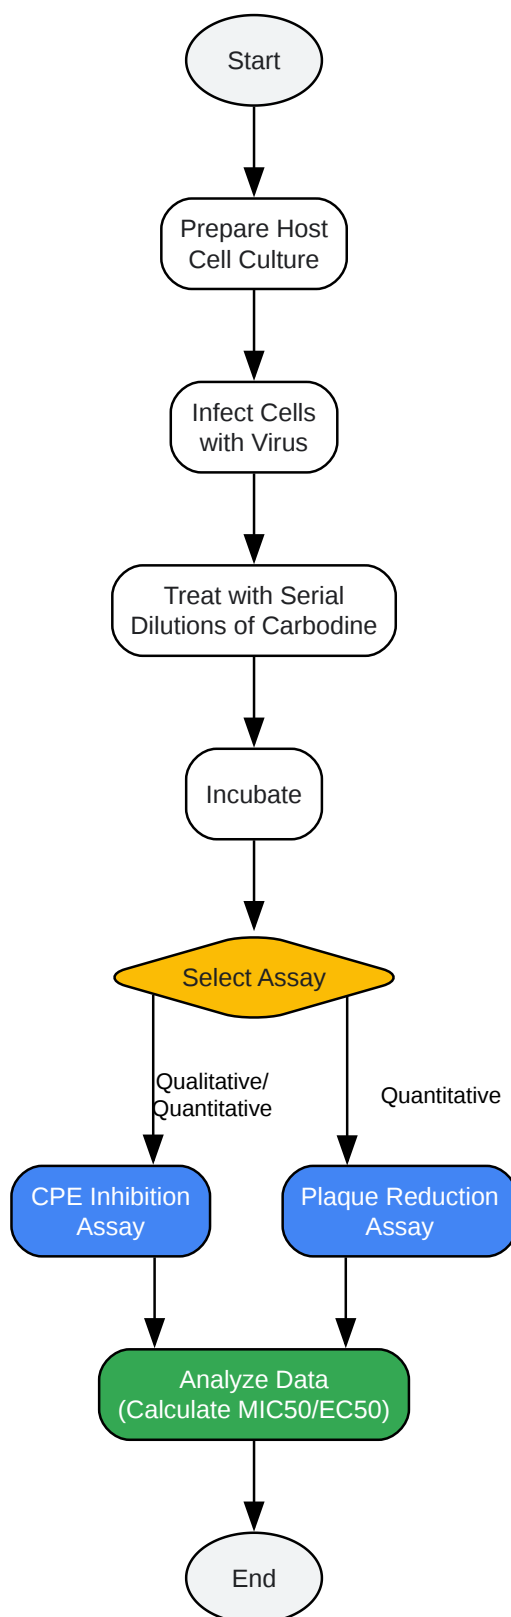 Start
Prepare Host
Cell Culture
Infect Cells
with Virus
Treat with Serial
Dilutions of Carbodine
Incubate
Select Assay
Qualitative/
Quantitative
Quantitative
CPE Inhibition
Assay
Plaque Reduction
Assay
Analyze Data
(Calculate MIC50/EC50)
End